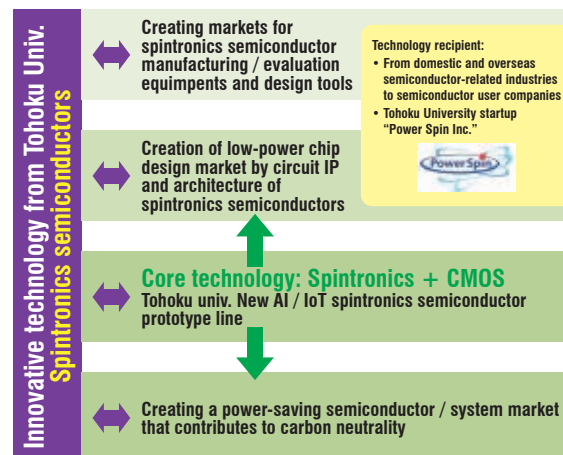 Innovative technology from Tohoku Univ.
Spintronics semiconductors
Creating markets for
spintronics semiconductor
manufacturing / evaluation
equimpents and design tools
Technology recipient:
• From domestic and overseas
semiconductor-related industries
to semiconductor user companies
• Tohoku University startup
“Power Spin Inc.”
Power Spin
Creation of low-power chip
design market by circuit IP
and architecture of
spintronics semiconductors
Core technology: Spintronics + CMOS
Tohoku univ. New AI / IoT spintronics semiconductor
prototype line
Creating a power-saving semiconductor / system market
that contributes to carbon neutrality